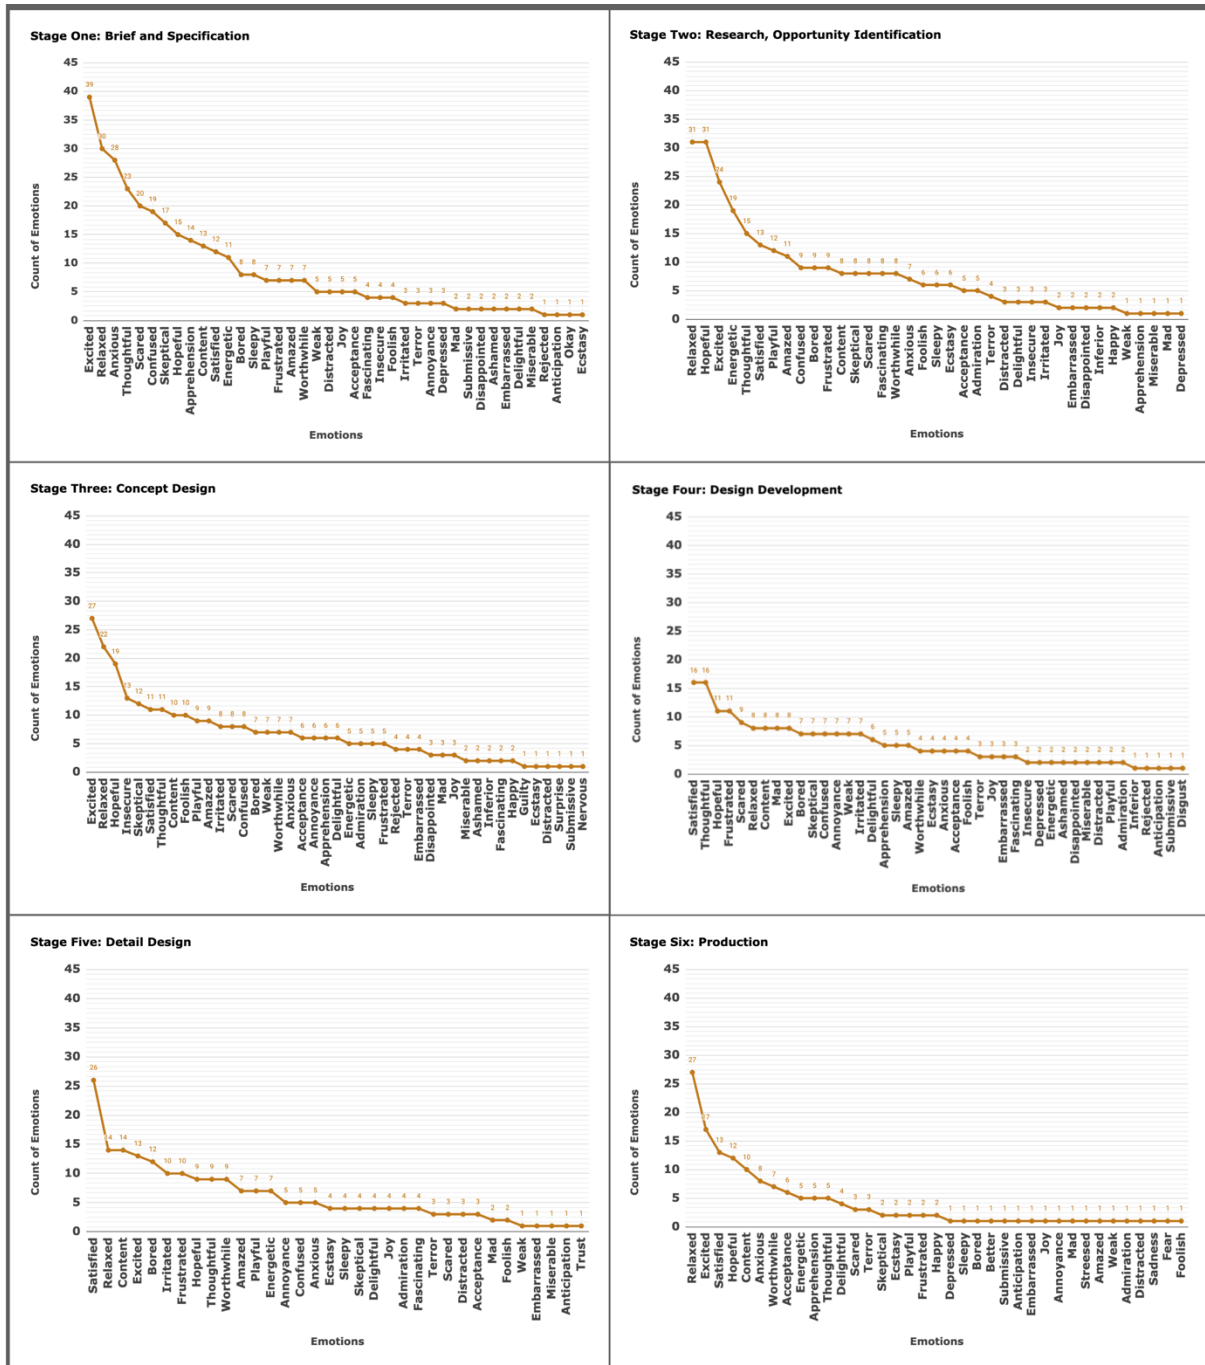 Stage One: Brief and Specification
Count of Emotions
45
40
35
30
25
20
15
10
5
0
39 30 28 23 20 19 17 15 14 13 12 11 8 8 7 7 7 7 5 5 5 5 4 4 4 3 3 3 3 2 2 2 2 2 2 2 1 1 1 1
Excited Relaxed Anxious Thoughtful Scared Confused Skeptical Hopeful Apprehension Content Satisfied Energetic Bored Sleepy Playful Frustrated Amazed Worthwhile Weak Distracted Joy Acceptance Fascinating Insecure Foolish Irritated Terror Annoyance Depressed Mad Submissive Disappointed Ashamed Embarrassed Delightful Miserable Rejected Anticipation Okay Ecstasy
Emotions
Stage Two: Research, Opportunity Identification
Count of Emotions
45
40
35
30
25
20
15
10
5
0
31 31 24 19 15 13 12 11 9 9 9 8 8 8 8 8 7 6 6 6 5 5 4 3 3 3 3 2 2 2 2 2 1 1 1 1 1
Relaxed Hopeful Excited Energetic Thoughtful Satisfied Playful Amazed Confused Bored Frustrated Content Skeptical Scared Fascinating Worthwhile Anxious Foolish Sleepy Ecstasy Acceptance Admiration Terror Distracted Delightful Insecure Irritated Joy Embarrassed Disappointed Inferior Happy Weak Apprehension Miserable Mad Depressed
Emotions
Stage Three: Concept Design
Count of Emotions
45
40
35
30
25
20
15
10
5
0
27 22 19 13 12 11 11 10 10 9 9 8 8 8 7 7 7 7 6 6 6 6 5 5 5 5 4 4 4 3 3 3 2 2 2 2 2 1 1 1 1 1 1
Excited Relaxed Hopeful Insecure Skeptical Satisfied Thoughtful Content Foolish Playful Amazed Irritated Scared Confused Bored Weak Worthwhile Anxious Acceptance Annoyance Apprehension Delightful Energetic Admiration Sleepy Frustrated Rejected Terror Embarrassed Disappointed Mad Joy Miserable Ashamed Inferior Fascinating Happy Guilty Ecstasy Distracted Surprise Submissive Nervous
Emotions
Stage Four: Design Development
Count of Emotions
45
40
35
30
25
20
15
10
5
0
16 16 11 11 9 8 8 8 8 7 7 7 7 7 7 6 5 5 5 4 4 4 4 4 3 3 3 3 2 2 2 2 2 2 2 2 2 1 1 1 1 1
Satisfied Thoughtful Hopeful Frustrated Scared Relaxed Content Mad Excited Bored Skeptical Confused Annoyance Weak Irritated Delightful Apprehension Sleepy Amazed Worthwhile Ecstasy Anxious Acceptance Foolish Terror Joy Embarrassed Fascinating Insecure Depressed Energetic Ashamed Disappointed Miserable Distracted Playful Admiration Inferior Rejected Anticipation Submissive Disgust
Emotions
Stage Five: Detail Design
Count of Emotions
45
40
35
30
25
20
15
10
5
0
26 14 14 13 12 10 10 9 9 9 7 7 7 5 5 5 4 4 4 4 4 4 4 3 3 3 3 2 2 1 1 1 1 1
Satisfied Relaxed Content Excited Bored Irritated Frustrated Hopeful Thoughtful Worthwhile Amazed Playful Energetic Annoyance Confused Anxious Ecstasy Sleepy Skeptical Delightful Joy Admiration Fascinating Terror Scared Distracted Acceptance Mad Foolish Weak Embarrassed Miserable Anticipation Trust
Emotions
Stage Six: Production
Count of Emotions
45
40
35
30
25
20
15
10
5
0
27 17 13 12 10 8 7 6 5 5 5 4 3 3 2 2 2 2 2 1 1 1 1 1 1 1 1 1 1 1 1 1 1 1 1 1 1
Relaxed Excited Satisfied Hopeful Content Anxious Worthwhile Acceptance Energetic Apprehension Thoughtful Delightful Scared Terror Skeptical Ecstasy Playful Frustrated Happy Depressed Sleepy Bored Better Submissive Anticipation Embarrassed Joy Annoyance Mad Streesed Amazed Weak Admiration Distracted Sadness Fear Foolish
Emotions